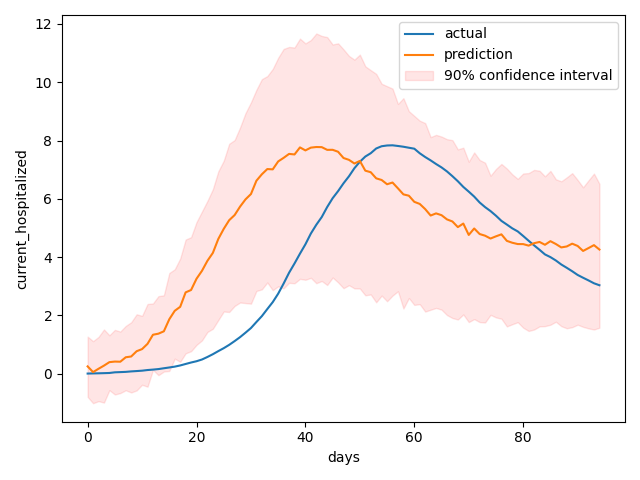 actual
prediction
90% confidence interval
12
10
8
6
4
2
0
current_hospitalized
0
20
40
60
80
days